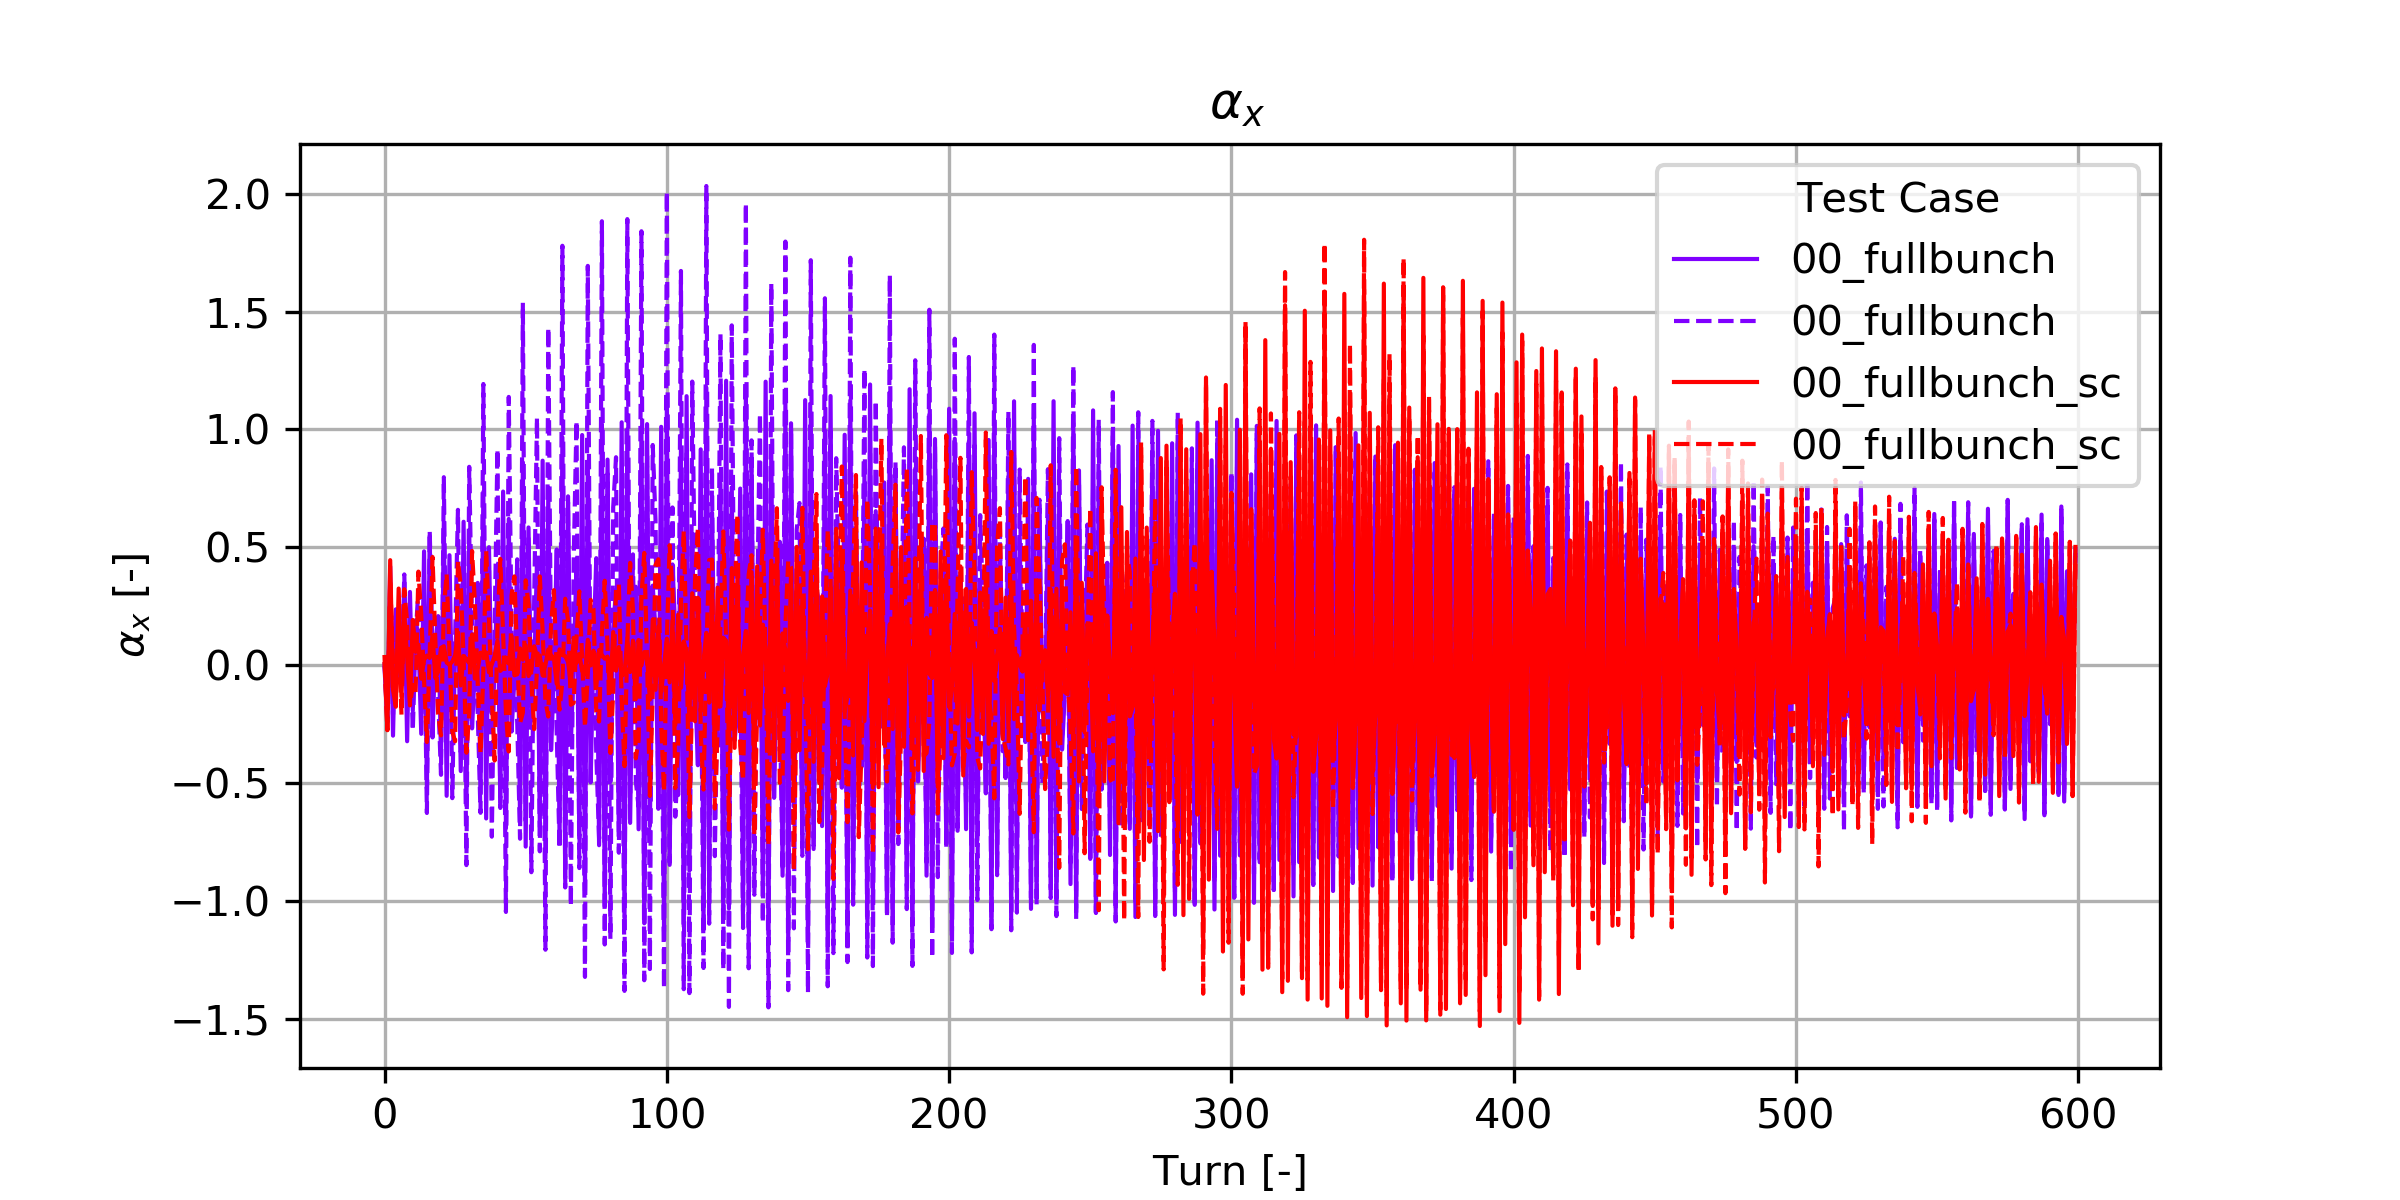 αx
2.0
1.5
1.0
0.5
0.0
−0.5
−1.0
−1.5
αx [-]
0 100 200 300 400 500 600
Turn [-]
Test Case
00_fullbunch
00_fullbunch
00_fullbunch_sc
00_fullbunch_sc